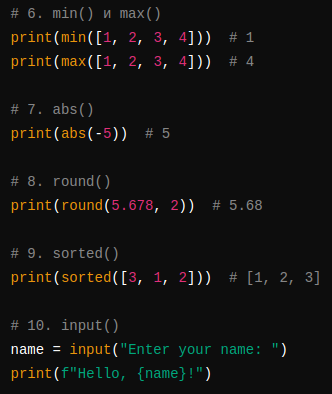 # 6. min() и max()
print(min([1, 2, 3, 4]))  # 1
print(max([1, 2, 3, 4]))  # 4
# 7. abs()
print(abs(-5))  # 5
# 8. round()
print(round(5.678, 2))  # 5.68
# 9. sorted()
print(sorted([3, 1, 2]))  # [1, 2, 3]
# 10. input()
name = input("Enter your name: ")
print(f"Hello, {name}!")